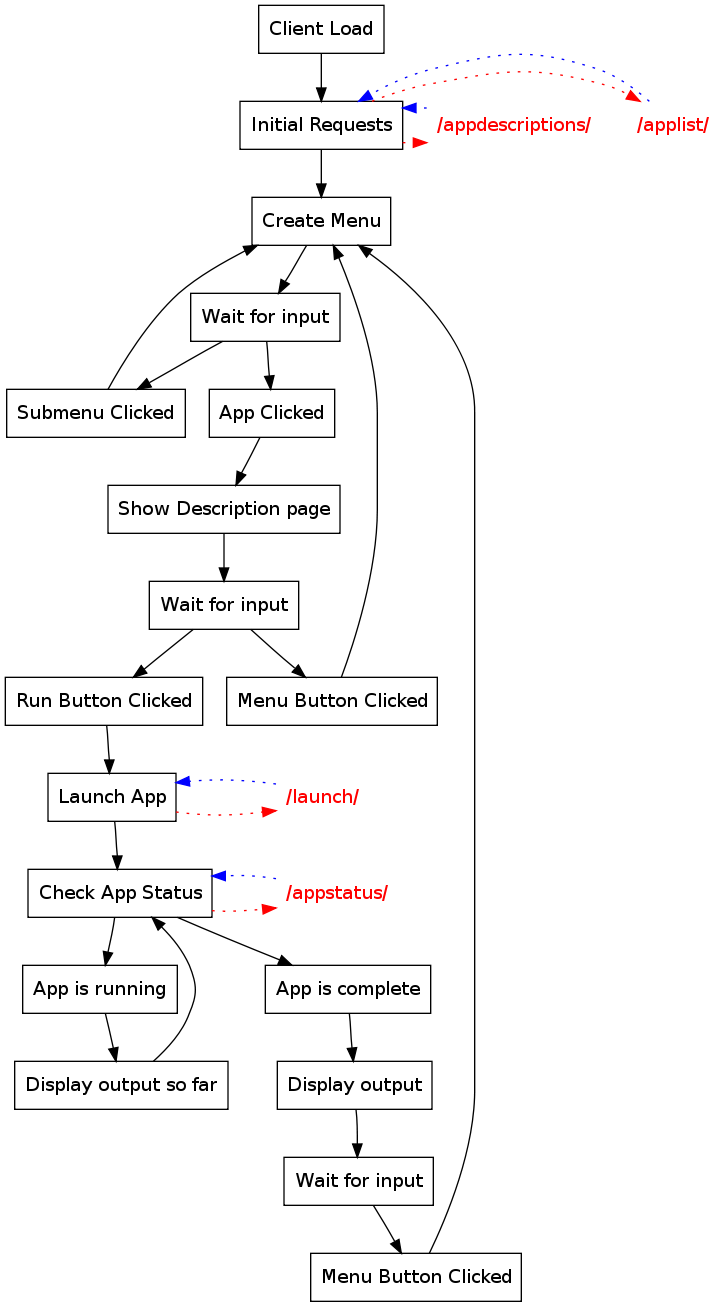 Client Load
Initial Requests
/appdescriptions/
/applist/
Create Menu
Wait for input
Submenu Clicked
App Clicked
Show Description page
Wait for input
Run Button Clicked
Menu Button Clicked
Launch App
/launch/
Check App Status
/appstatus/
App is running
App is complete
Display output so far
Display output
Wait for input
Menu Button Clicked